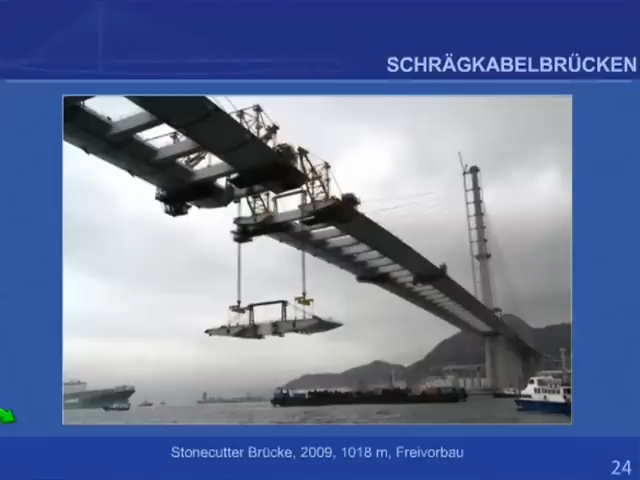 SCHRÄGKABELBRÜCKEN
Stonecutter Brücke, 2009, 1018 m, Freivorbau
24